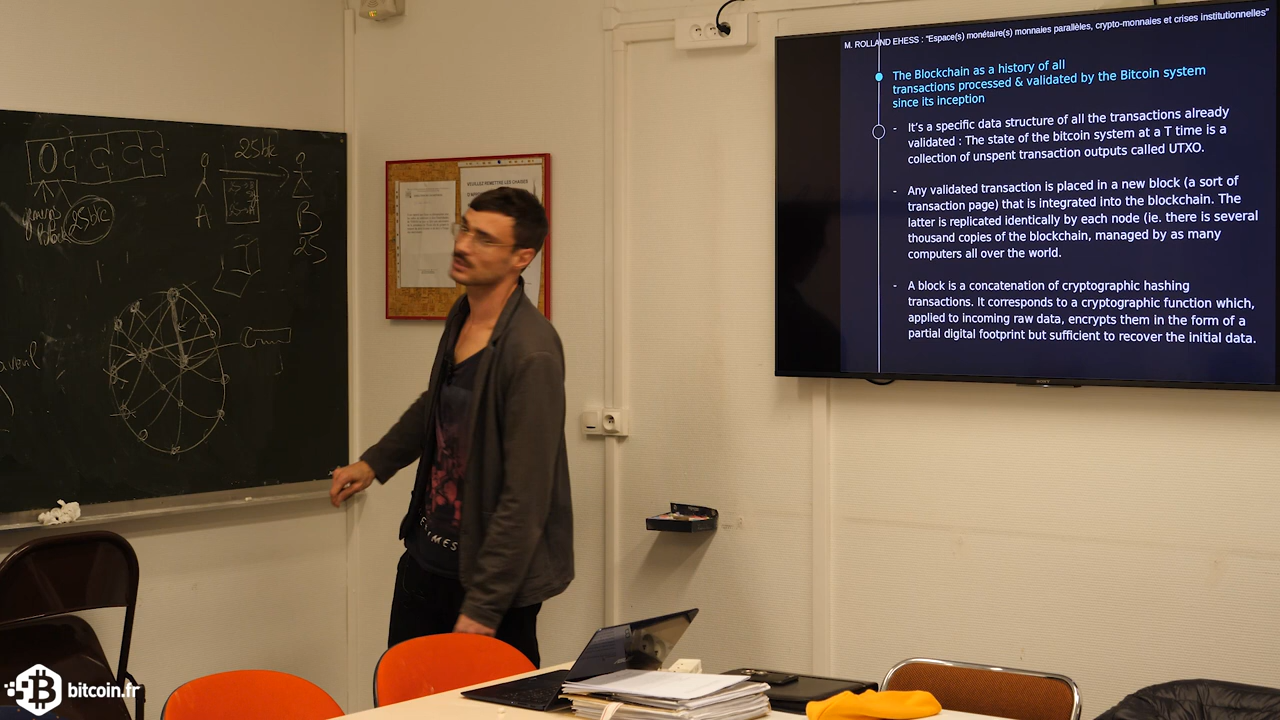 25btc
25btc
A
B
25
VEUILLEZ REMETTRE LES CHAISES
M. ROLLAND EHESS : "Espace(s) monétaire(s) monnaies parallèles, crypto-monnaies et crises institutionnelles"
The Blockchain as a history of all
transactions processed & validated by the Bitcoin system
since its inception
- It's a specific data structure of all the transactions already
validated : The state of the bitcoin system at a T time is a
collection of unspent transaction outputs called UTXO.
- Any validated transaction is placed in a new block (a sort of
transaction page) that is integrated into the blockchain. The
latter is replicated identically by each node (ie. there is several
thousand copies of the blockchain, managed by as many
computers all over the world.
- A block is a concatenation of cryptographic hashing
transactions. It corresponds to a cryptographic function which,
applied to incoming raw data, encrypts them in the form of a
partial digital footprint but sufficient to recover the initial data.
SONY
bitcoin.fr